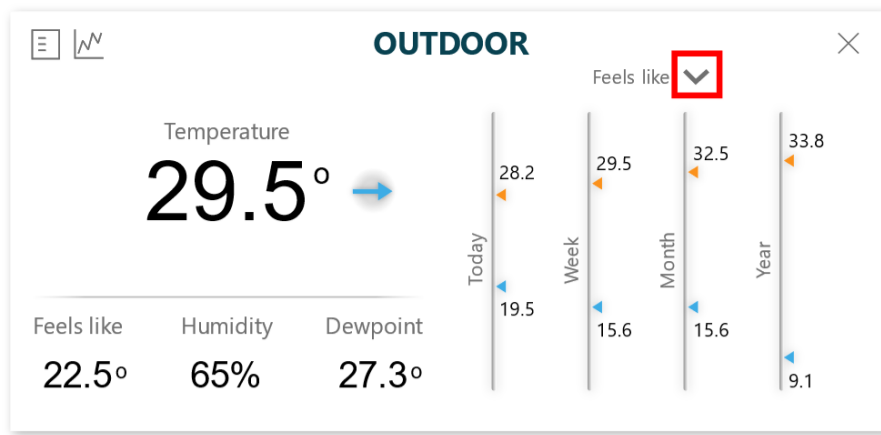 OUTDOOR
Feels like
Temperature
29.5°
Feels like
Humidity
Dewpoint
22.5°
65%
27.3°
Today
28.2
19.5
Week
29.5
15.6
Month
32.5
15.6
Year
33.8
9.1